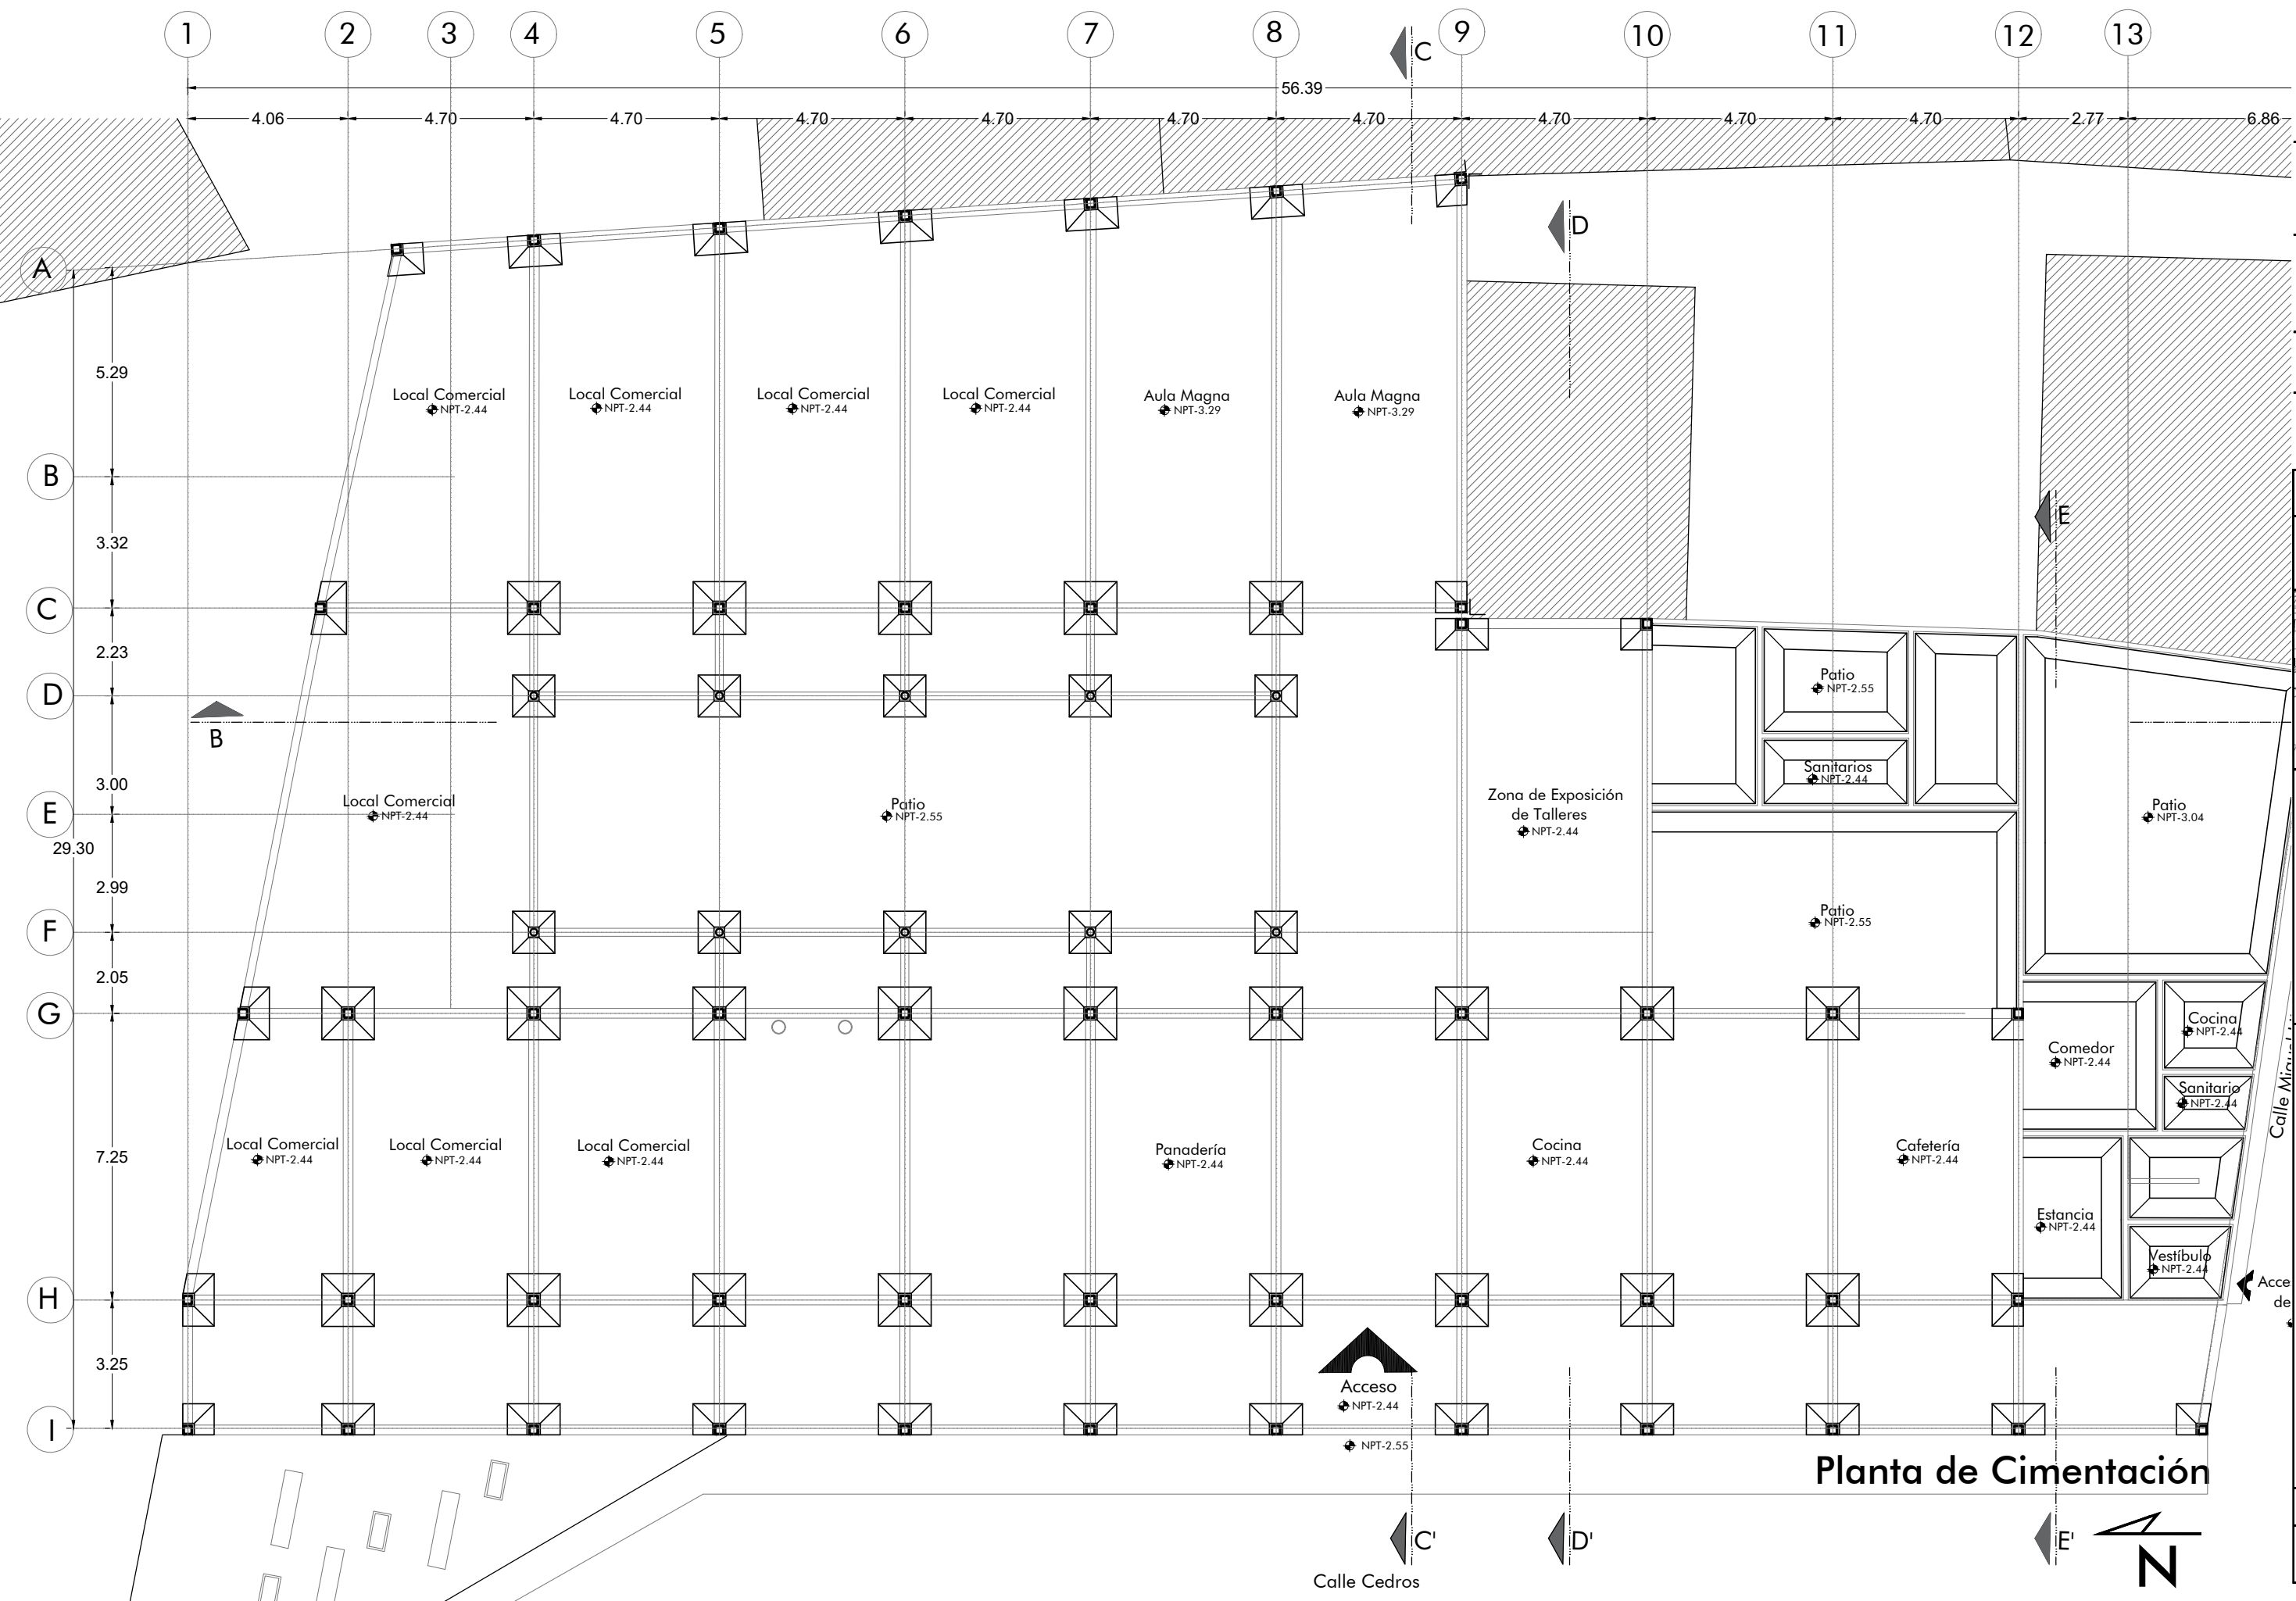 1 2 3 4 5 6 7 8 9 10 11 12 13
C
56.39
4.06 4.70 4.70 4.70 4.70 4.70 4.70 4.70 4.70 4.70 2.77 6.86
D
A
5.29
Local Comercial
NPT-2.44
Local Comercial
NPT-2.44
Local Comercial
NPT-2.44
Local Comercial
NPT-2.44
Aula Magna
NPT-3.29
Aula Magna
NPT-3.29
B
E
3.32
C
2.23
Patio
NPT-2.55
D
B
3.00
Sanitarios
NPT-2.44
Local Comercial
NPT-2.44
Patio
NPT-2.55
Zona de Exposición
de Talleres
NPT-2.44
Patio
NPT-3.04
E
29.30
2.99
Patio
NPT-2.55
F
2.05
G
Cocina
NPT-2.44
Comedor
NPT-2.44
Sanitario
NPT-2.44
Calle
7.25
Local Comercial
NPT-2.44
Local Comercial
NPT-2.44
Local Comercial
NPT-2.44
Panadería
NPT-2.44
Cocina
NPT-2.44
Cafetería
NPT-2.44
Estancia
NPT-2.44
Vestíbulo
NPT-2.44
Acce
de
H
3.25
Acceso
NPT-2.44
I
NPT-2.55
Planta de Cimentación
C' D' E'
N
Calle Cedros